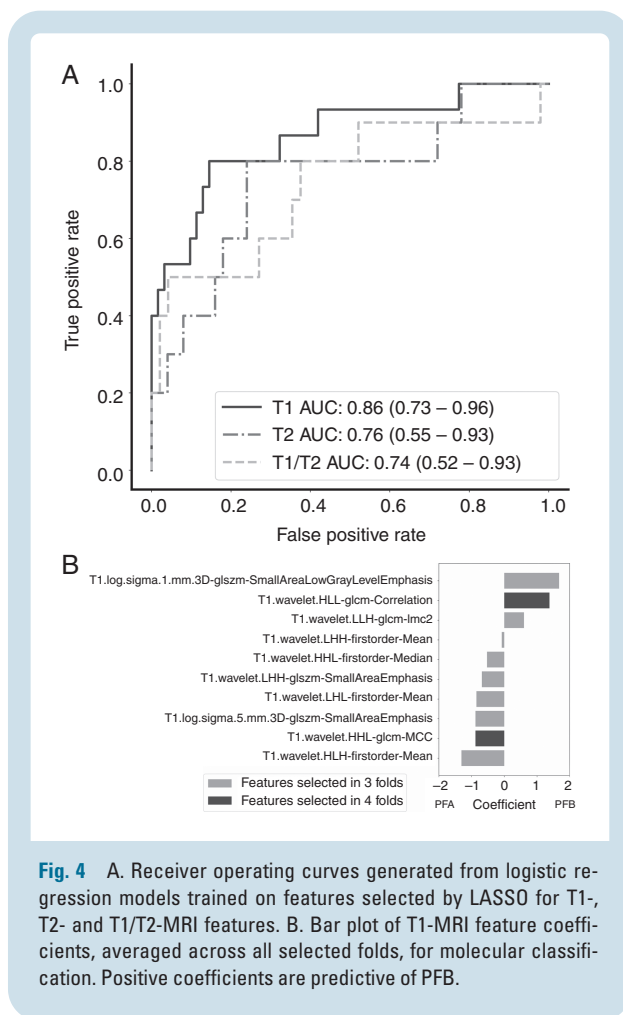 A
1.0
0.8
0.6
0.4
0.2
0.0
True positive rate
T1 AUC: 0.86 (0.73 – 0.96)
T2 AUC: 0.76 (0.55 – 0.93)
T1/T2 AUC: 0.74 (0.52 – 0.93)
0.0 0.2 0.4 0.6 0.8 1.0
False positive rate
B
T1.log.sigma.1.mm.3D-glszm-SmallAreaLowGrayLevelEmphasis
T1.wavelet.HLL-glcm-Correlation
T1.wavelet.LLH-glcm-lmc2
T1.wavelet.LHH-firstorder-Mean
T1.wavelet.HHL-firstorder-Median
T1.wavelet.LHH-glszm-SmallAreaEmphasis
T1.wavelet.LHL-firstorder-Mean
T1.log.sigma.5.mm.3D-glszm-SmallAreaEmphasis
T1.wavelet.HHL-glcm-MCC
T1.wavelet.HLH-firstorder-Mean
Features selected in 3 folds
Features selected in 4 folds
−2 −1 0 1 2
PFA Coefficient PFB
Fig. 4 A. Receiver operating curves generated from logistic re-
gression models trained on features selected by LASSO for T1-,
T2- and T1/T2-MRI features. B. Bar plot of T1-MRI feature coeffi-
cients, averaged across all selected folds, for molecular classifi-
cation. Positive coefficients are predictive of PFB.